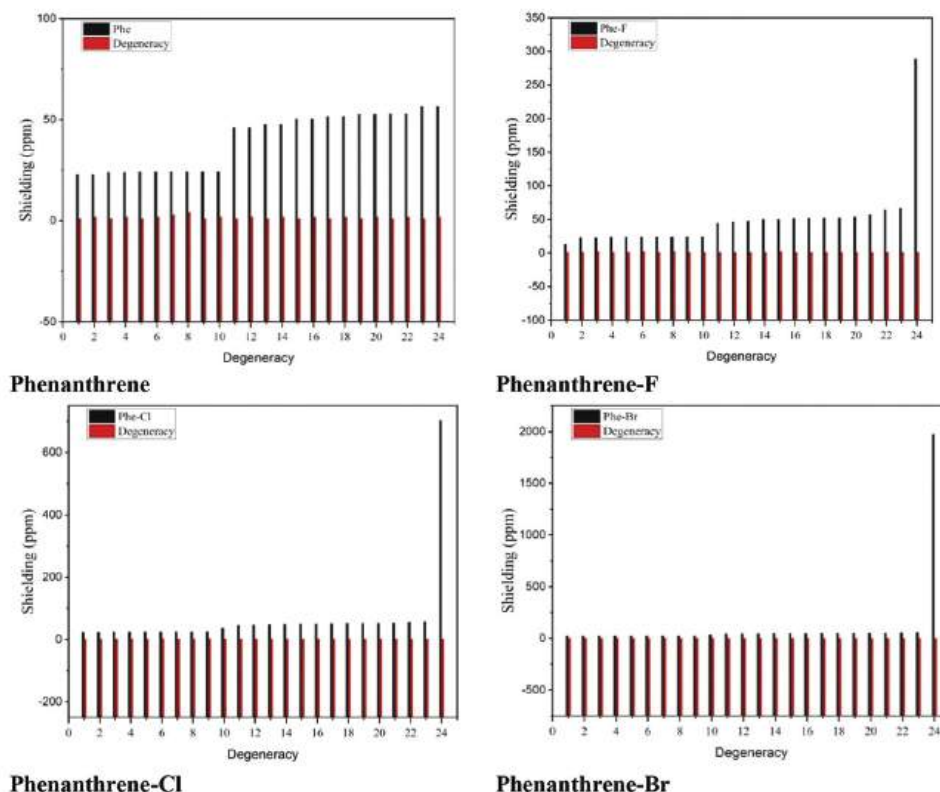 100
50
0
-50
Shielding (ppm)
Phe
Degeneracy
0 2 4 6 8 10 12 14 16 18 20 22 24
Degeneracy
Phenanthrene
350
300
250
200
150
100
50
0
-50
-100
Shielding (ppm)
Phe-F
Degeneracy
0 2 4 6 8 10 12 14 16 18 20 22 24
Degeneracy
Phenanthrene-F
600
400
200
0
-200
Shielding (ppm)
Phe-Cl
Degeneracy
0 2 4 6 8 10 12 14 16 18 20 22 24
Degeneracy
Phenanthrene-Cl
2000
1500
1000
500
0
-500
Shielding (ppm)
Phe-Br
Degeneracy
0 2 4 6 8 10 12 14 16 18 20 22 24
Degeneracy
Phenanthrene-Br